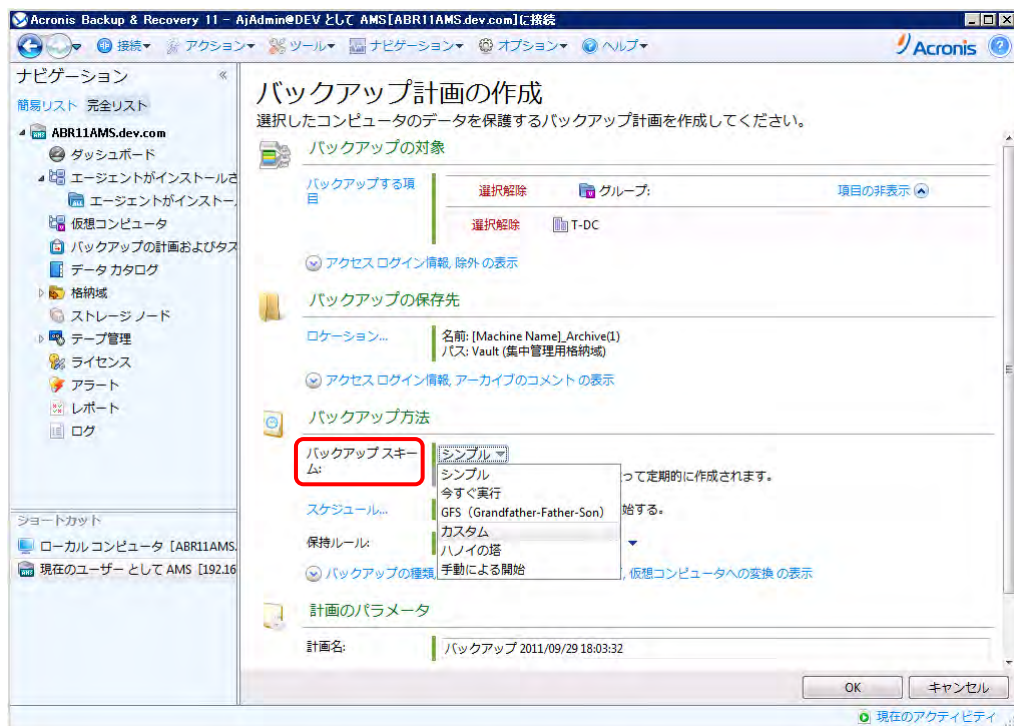 Acronis Backup & Recovery 11 - AjAdmin@DEV として AMS[ABR11AMS.dev.com]に接続
接続 アクション ツール ナビゲーション オプション ヘルプ
Acronis
ナビゲーション
簡易リスト 完全リスト
ABR11AMS.dev.com
ダッシュボード
エージェントがインストールさ
エージェントがインストー
仮想コンピュータ
バックアップの計画およびタス
データ カタログ
格納域
ストレージ ノード
テープ管理
ライセンス
アラート
レポート
ログ
ショートカット
ローカル コンピュータ [ABR11AMS.
現在のユーザー として AMS [192.16
バックアップ計画の作成
選択したコンピュータのデータを保護するバックアップ計画を作成してください。
バックアップの対象
バックアップする項目
選択解除 グループ: 項目の非表示
選択解除 T-DC
アクセス ログイン情報, 除外 の表示
バックアップの保存先
ロケーション... 名前: [Machine Name]_Archive(1)
パス: Vault (集中管理用格納域)
アクセス ログイン情報, アーカイブのコメント の表示
バックアップ方法
バックアップ スキーム:
シンプル
シンプル
って定期的に作成されます。
今すぐ実行
スケジュール... GFS（Grandfather-Father-Son） 始する。
カスタム
保持ルール: ハノイの塔
手動による開始
バックアップの種類, 仮想コンピュータへの変換 の表示
計画のパラメータ
計画名: バックアップ 2011/09/29 18:03:32
OK キャンセル
現在のアクティビティ